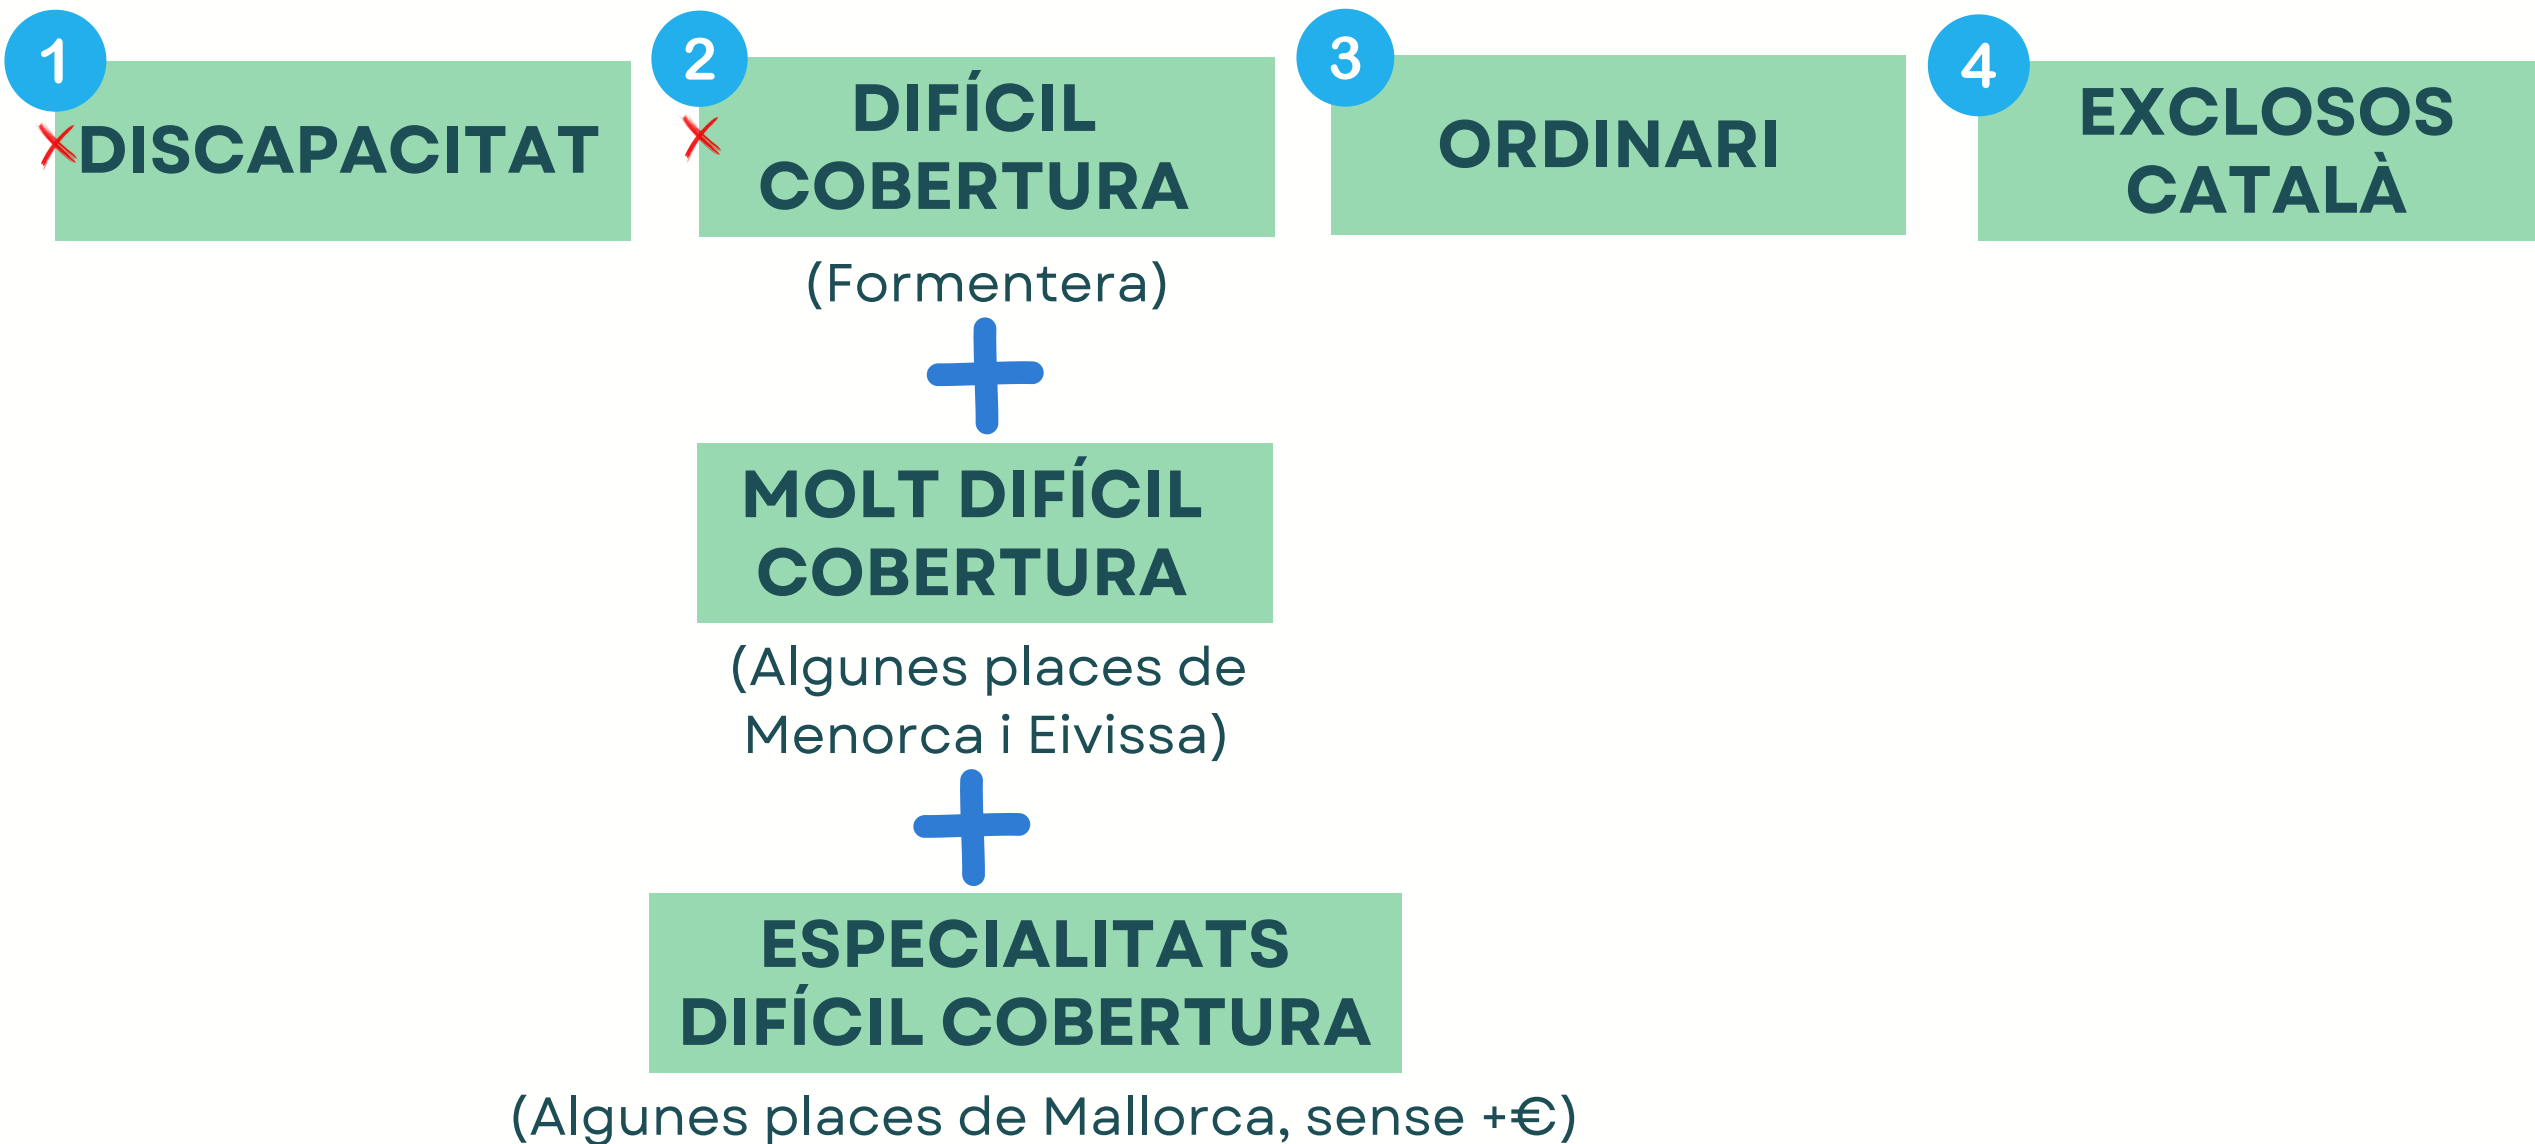 1
DISCAPACITAT
2
DIFÍCIL
COBERTURA
(Formentera)
MOLT DIFÍCIL
COBERTURA
(Algunes places de
Menorca i Eivissa)
ESPECIALITATS
DIFÍCIL COBERTURA
(Algunes places de Mallorca, sense +€)
3
ORDINARI
4
EXCLOSOS
CATALÀ